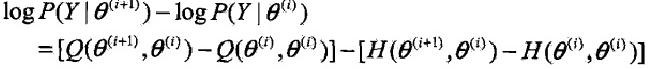 log P(Y | θ⁽ⁱ⁺¹⁾) − log P(Y | θ⁽ⁱ⁾)
= [Q(θ⁽ⁱ⁺¹⁾, θ⁽ⁱ⁾) − Q(θ⁽ⁱ⁾, θ⁽ⁱ⁾)] − [H(θ⁽ⁱ⁺¹⁾, θ⁽ⁱ⁾) − H(θ⁽ⁱ⁾, θ⁽ⁱ⁾)]